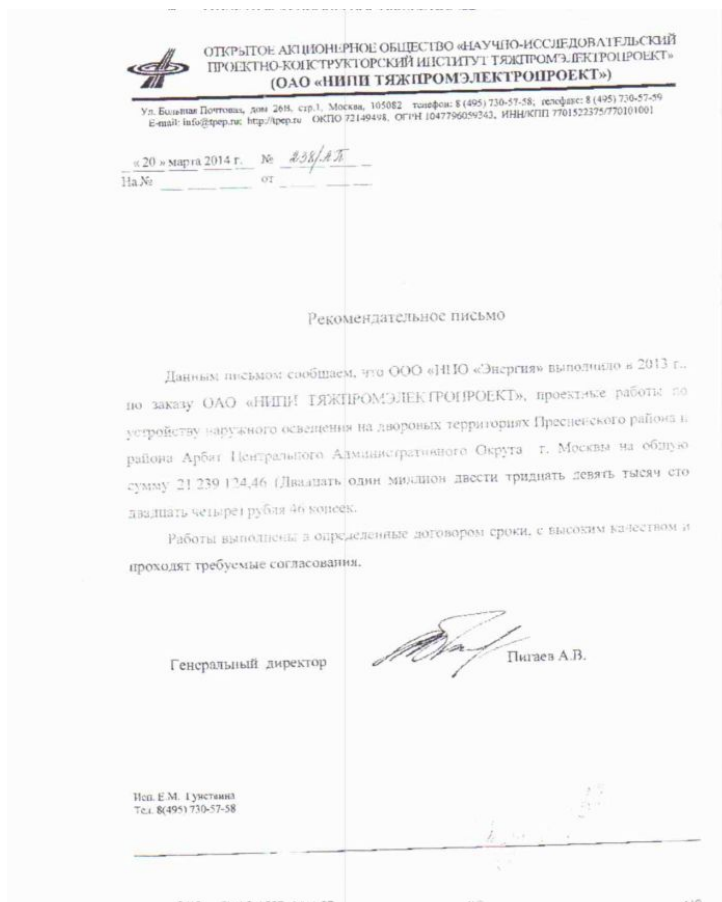 ОТКРЫТОЕ АКЦИОНЕРНОЕ ОБЩЕСТВО «НАУЧНО-ИССЛЕДОВАТЕЛЬСКИЙ
ПРОЕКТНО-КОНСТРУКТОРСКИЙ ИНСТИТУТ ТЯЖПРОМЭЛЕКТРОПРОЕКТ»
(ОАО «НИПИ ТЯЖПРОМЭЛЕКТРОПРОЕКТ»)
Ул. Большая Почтовая, дом 26В, стр.1, Москва, 105082 телефон: 8 (495) 730-57-58; телефакс: 8 (495) 730-57-59
E-mail: info@tpep.ru; http://tpep.ru ОКПО 72149498, ОГРН 1047796059343, ИНН/КПП 7701522375/770101001
« 20 » марта 2014 г. № 238/
На № от
Рекомендательное письмо
Данным письмом сообщаем, что ООО «НПО «Энергия» выполнило в 2013 г.,
по заказу ОАО «НИПИ ТЯЖПРОМЭЛЕКТРОПРОЕКТ», проектные работы по
устройству наружного освещения на дворовых территориях Пресненского района и
района Арбат Центрального Административного Округа г. Москвы на общую
сумму 21 239 124,46 (Двадцать один миллион двести тридцать девять тысяч сто
двадцать четыре) рубля 46 копеек.
Работы выполнены в определенные договором сроки, с высоким качеством и
проходят требуемые согласования.
Генеральный директор Пигаев А.В.
Исп. Е.М.
Тел. 8(495) 730-57-58